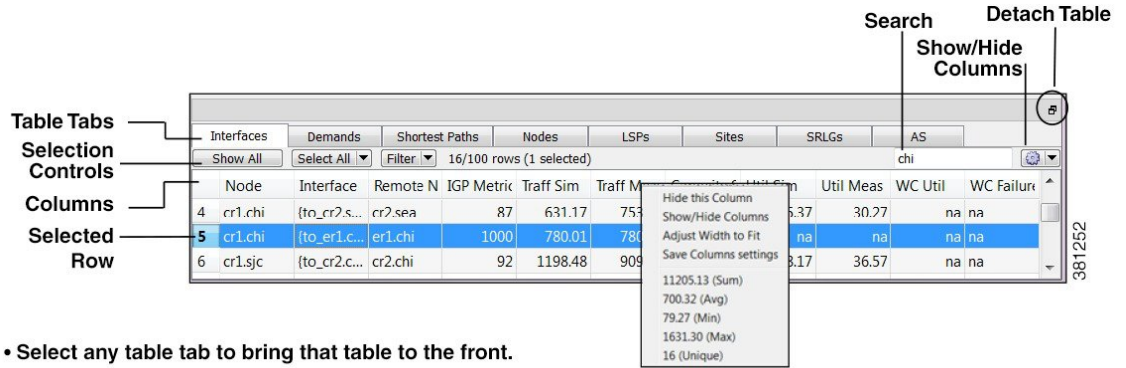 Search
Detach Table
Show/Hide
Columns
Table Tabs
Selection
Controls
Columns
Selected
Row
Interfaces Demands Shortest Paths Nodes LSPs Sites SRLGs AS
Show All Select All Filter 16/100 rows (1 selected) chi
Node Interface Remote N IGP Metric Traff Sim Traff Util Meas WC Util WC Failure
4 cr1.chi {to_cr2.s... cr2.sea 87 631.17 753 30.27 na na
5 cr1.chi {to_er1.c... er1.chi 1000 780.01 780 na na na na
6 cr1.sjc {to_cr2.c... cr2.chi 92 1198.48 909 36.57 na na
Hide this Column
Show/Hide Columns
Adjust Width to Fit
Save Columns settings
11205.13 (Sum)
700.32 (Avg)
79.27 (Min)
1631.30 (Max)
16 (Unique)
381252
• Select any table tab to bring that table to the front.